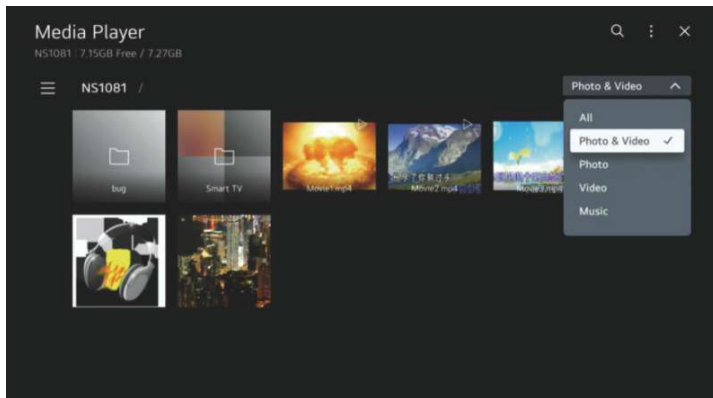 Media Player
NS1081 : 7.15GB Free / 7.27GB
NS1081 /
Photo & Video
All
Photo & Video
Photo
Video
Music
bug
Smart TV
Movie1.mp4
Movie2.mp4
Movie3.mp4